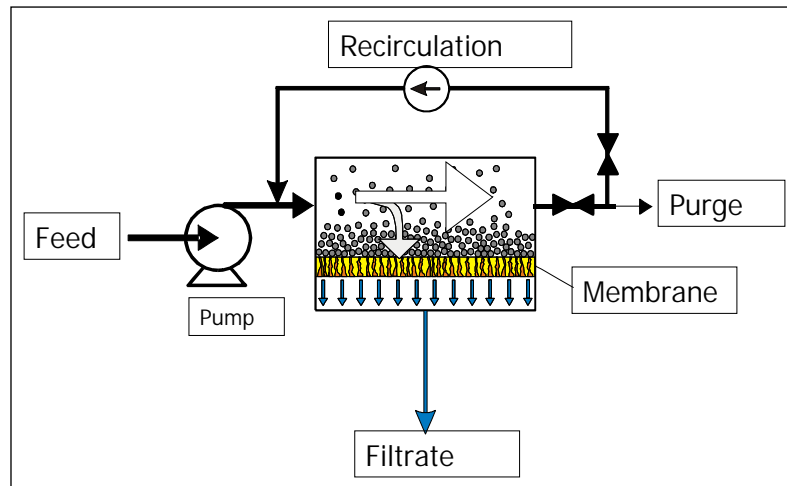 Recirculation
Feed
Purge
Membrane
Pump
Filtrate